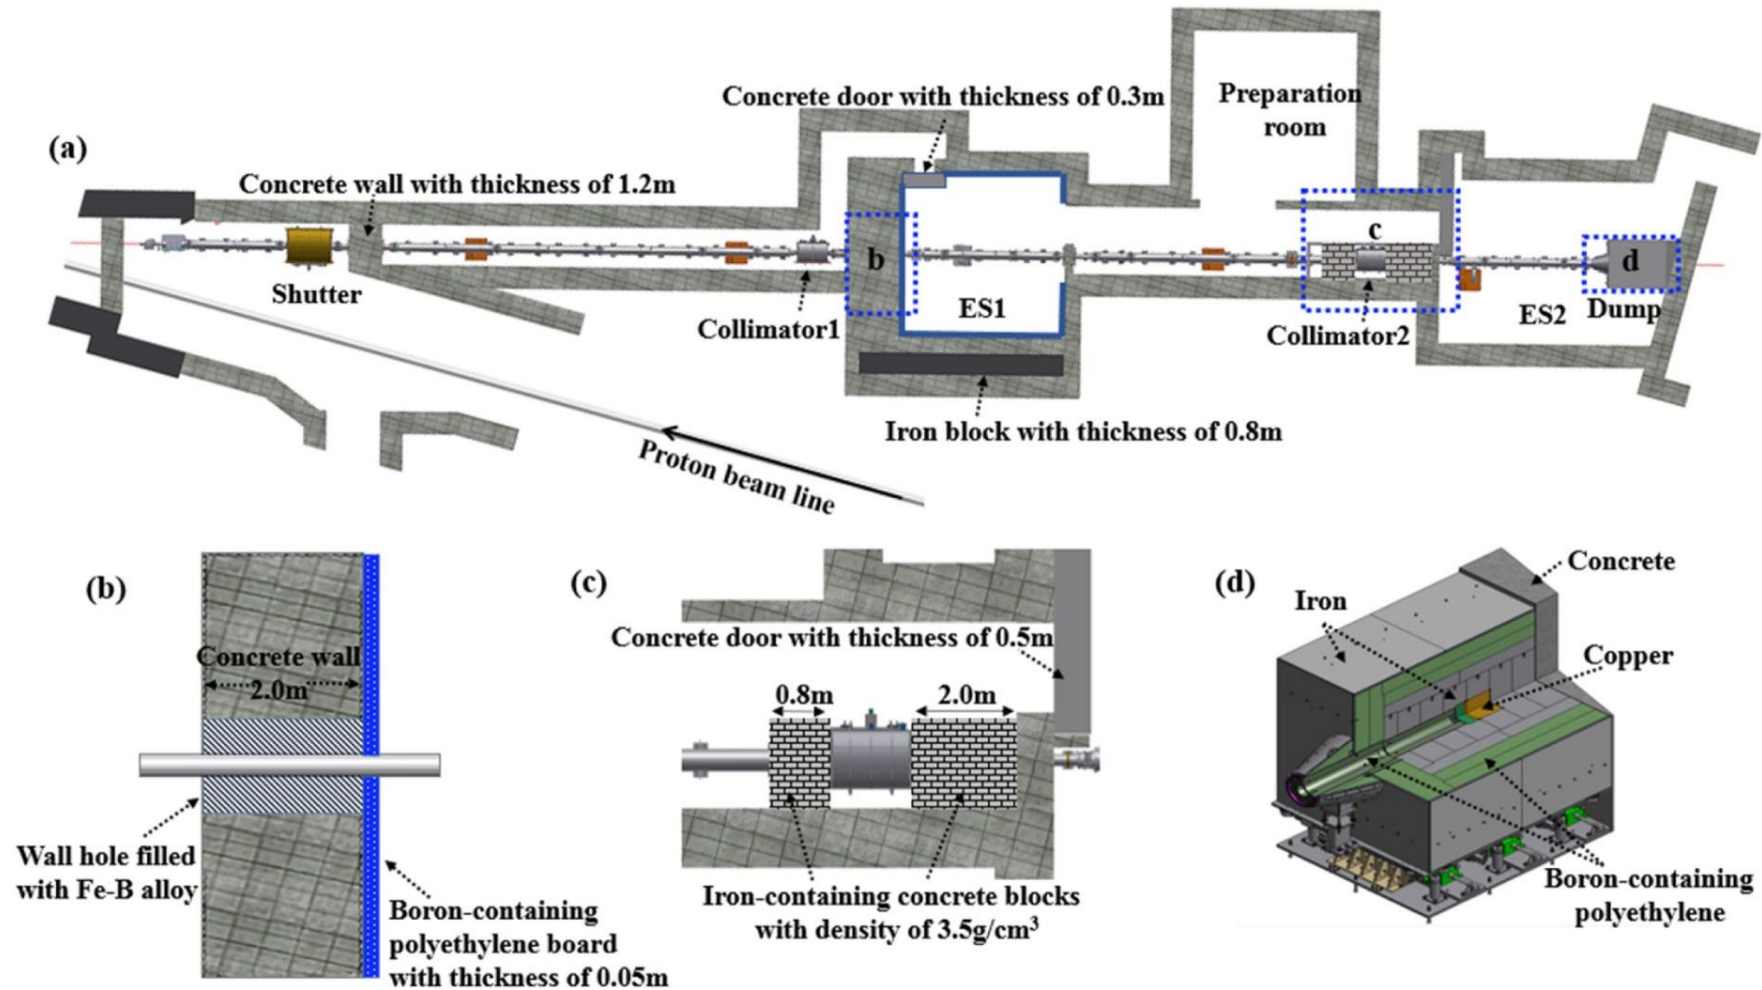 (a)
Concrete door with thickness of 0.3m
Preparation
room
Concrete wall with thickness of 1.2m
Shutter
Collimator1
b
ES1
c
Collimator2
d
ES2
Dump
Iron block with thickness of 0.8m
Proton beam line
(b)
Concrete wall
2.0m
Wall hole filled
with Fe-B alloy
Boron-containing
polyethylene board
with thickness of 0.05m
(c)
Concrete door with thickness of 0.5m
0.8m
2.0m
Iron-containing concrete blocks
with density of 3.5g/cm³
(d)
Concrete
Iron
Copper
Boron-containing
polyethylene